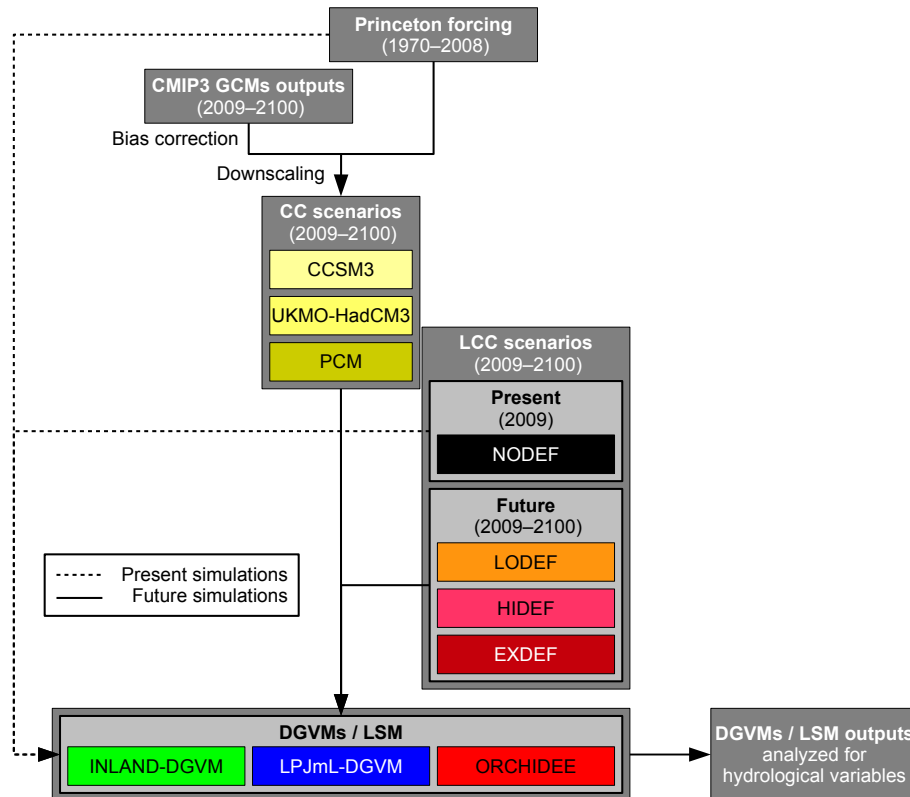 Princeton forcing
(1970–2008)
CMIP3 GCMs outputs
(2009–2100)
Bias correction
Downscaling
CC scenarios
(2009–2100)
CCSM3
UKMO-HadCM3
PCM
LCC scenarios
(2009–2100)
Present
(2009)
NODEF
Future
(2009–2100)
LODEF
HIDEF
EXDEF
Present simulations
Future simulations
DGVMs / LSM
INLAND-DGVM
LPJmL-DGVM
ORCHIDEE
DGVMs / LSM outputs
analyzed for
hydrological variables